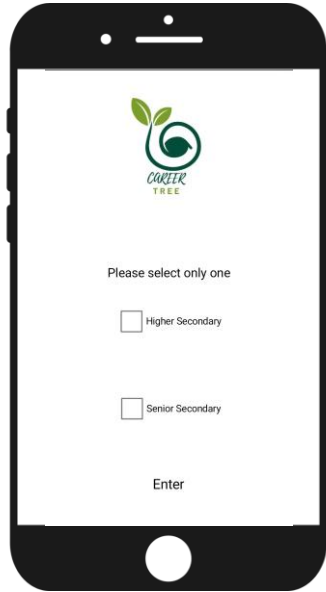 CAREER
TREE
Please select only one
Higher Secondary
Senior Secondary
Enter